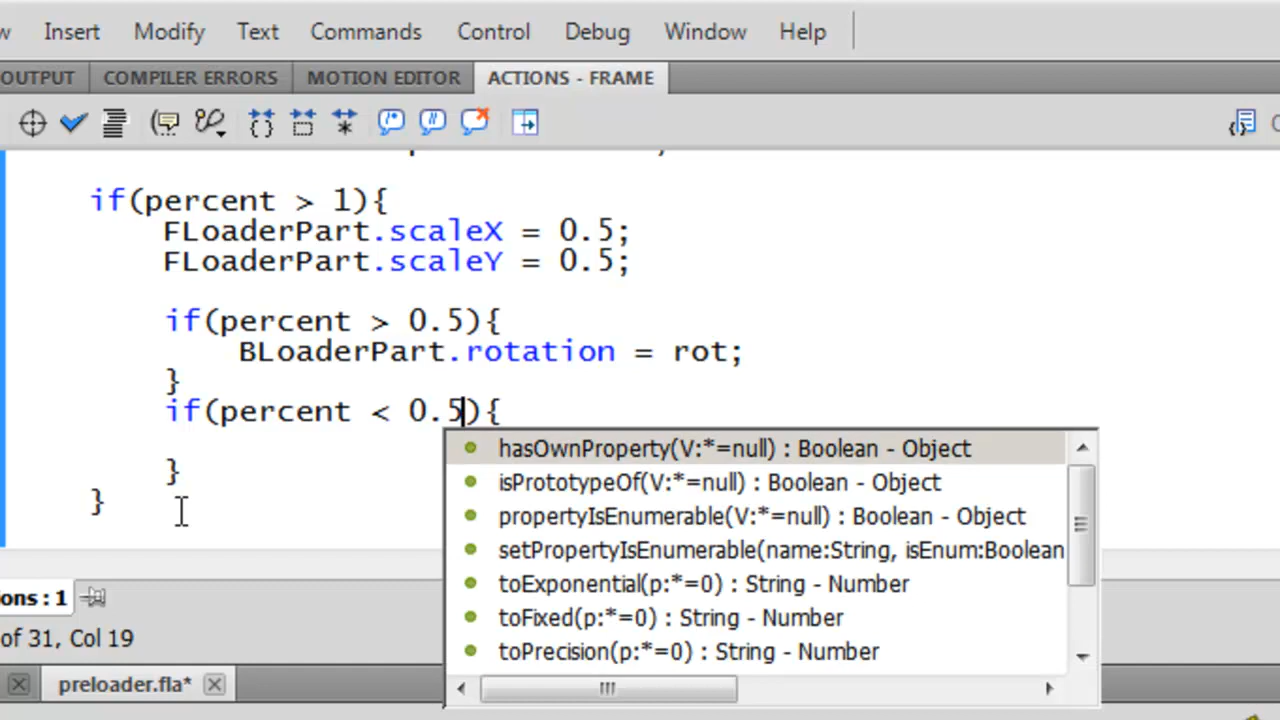 Insert Modify Text Commands Control Debug Window Help
OUTPUT COMPILER ERRORS MOTION EDITOR ACTIONS - FRAME
if(percent > 1){
FLoaderPart.scaleX = 0.5;
FLoaderPart.scaleY = 0.5;
if(percent > 0.5){
BLoaderPart.rotation = rot;
}
if(percent < 0.5){
hasOwnProperty(V:*=null) : Boolean - Object
isPrototypeOf(V:*=null) : Boolean - Object
propertyIsEnumerable(V:*=null) : Boolean - Object
setPropertyIsEnumerable(name:String, isEnum:Boolean
toExponential(p:*=0) : String - Number
toFixed(p:*=0) : String - Number
toPrecision(p:*=0) : String - Number
}
}
ons : 1
of 31, Col 19
preloader.fla*